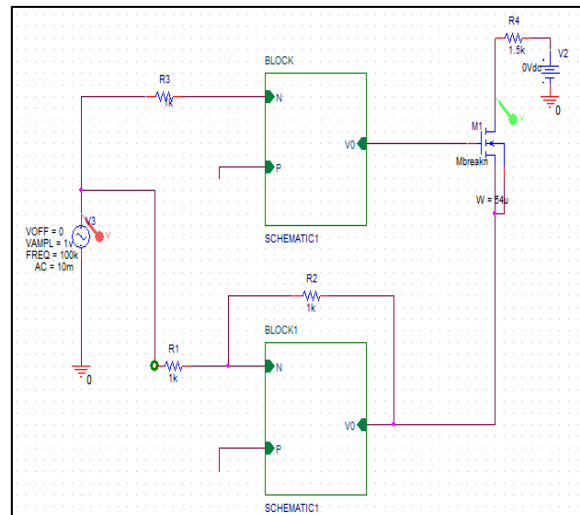 R4
1.5k
V2
0Vdc
0
BLOCK
R3
1k
N
P
V0
SCHEMATIC1
M1
Mbreakn
W = 54u
V
V3
V
VOFF = 0
VAMPL = 1v
FREQ = 100k
AC = 10m
0
R2
1k
BLOCK1
R1
1k
N
P
V0
SCHEMATIC1